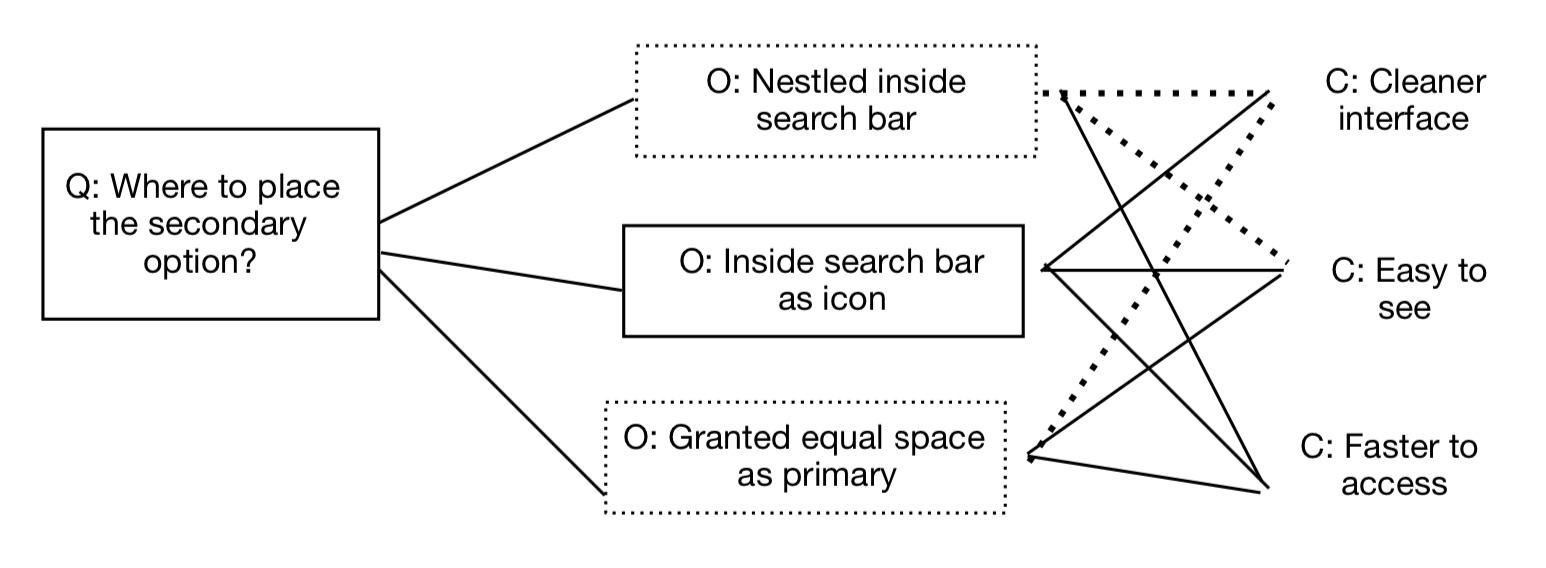 Q: Where to place
the secondary
option?
O: Nestled inside
search bar
O: Inside search bar
as icon
O: Granted equal space
as primary
C: Cleaner
interface
C: Easy to
see
C: Faster to
access